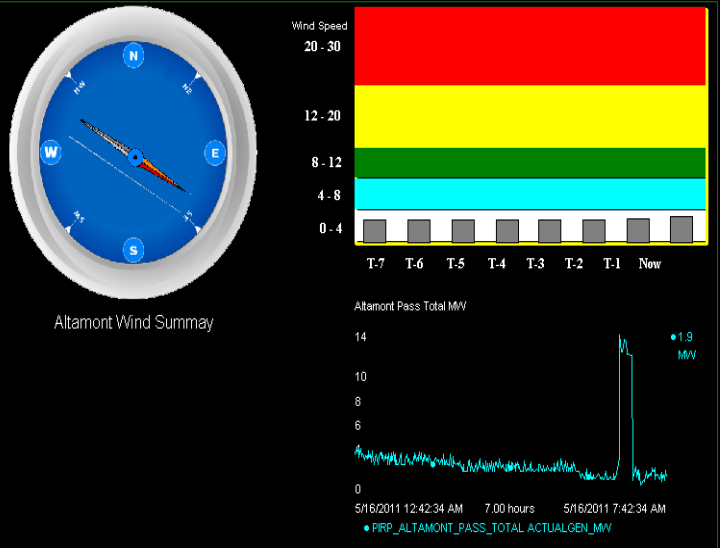 N
NW
NE
W
E
SW
SE
S
Altamont Wind Summay
Wind Speed
20 - 30
12 - 20
8 - 12
4 - 8
0 - 4
T-7 T-6 T-5 T-4 T-3 T-2 T-1 Now
Altamont Pass Total MW
14
10
8
6
4
0
1.9
MW
5/16/2011 12:42:34 AM 7.00 hours 5/16/2011 7:42:34 AM
PIRP_ALTAMONT_PASS_TOTAL ACTUALGEN_MW